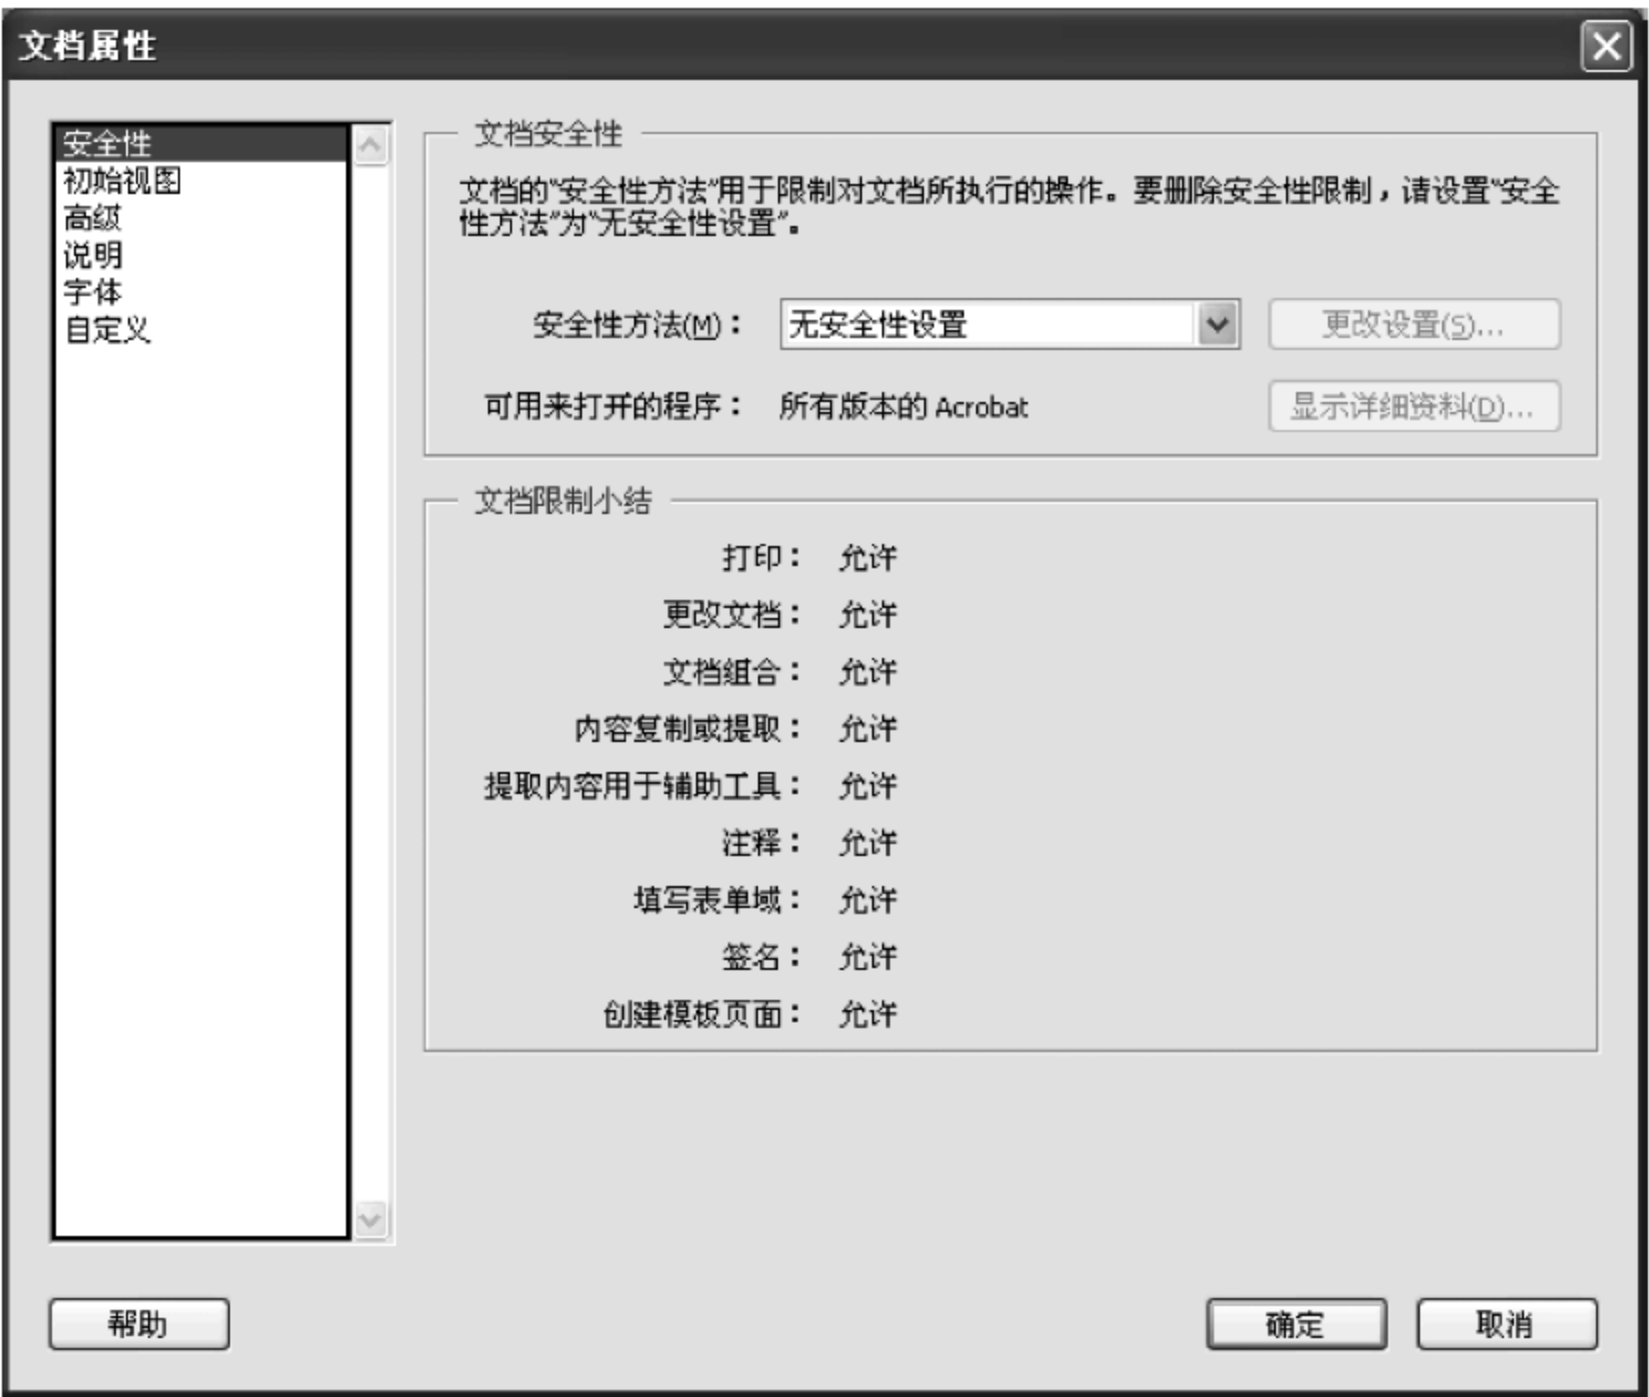 文档属性
安全性
初始视图
高级
说明
字体
自定义
文档安全性
文档的"安全性方法"用于限制对文档所执行的操作。要删除安全性限制，请设置"安全
性方法"为"无安全性设置"。
安全性方法(M)： 无安全性设置 更改设置(S)...
可用来打开的程序： 所有版本的 Acrobat 显示详细资料(D)...
文档限制小结
打印： 允许
更改文档： 允许
文档组合： 允许
内容复制或提取： 允许
提取内容用于辅助工具： 允许
注释： 允许
填写表单域： 允许
签名： 允许
创建模板页面： 允许
帮助 确定 取消